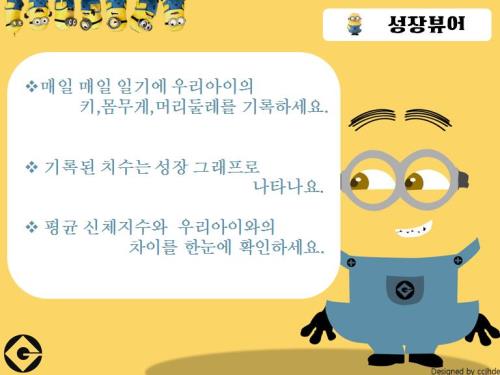 성장뷰어
❖매일 매일 일기에 우리아이의
키,몸무게,머리둘레를 기록하세요.
❖ 기록된 치수는 성장 그래프로
나타나요.
❖ 평균 신체지수와 우리아이와의
차이를 한눈에 확인하세요.
Designed by ccjhde